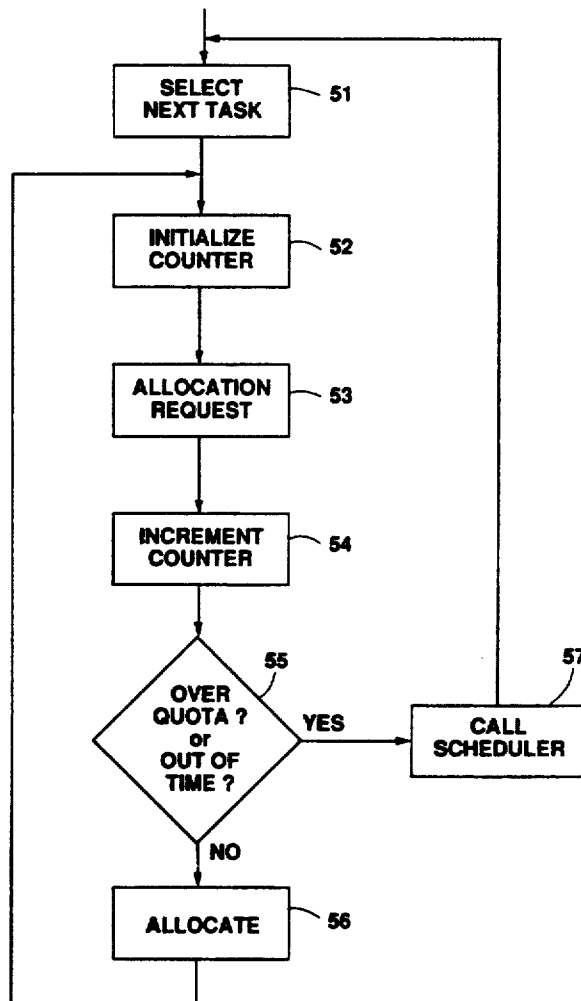 SELECT
NEXT TASK
51
INITIALIZE
COUNTER
52
ALLOCATION
REQUEST
53
INCREMENT
COUNTER
54
55
OVER
QUOTA ?
or
OUT OF
TIME ?
YES
57
CALL
SCHEDULER
NO
ALLOCATE
56